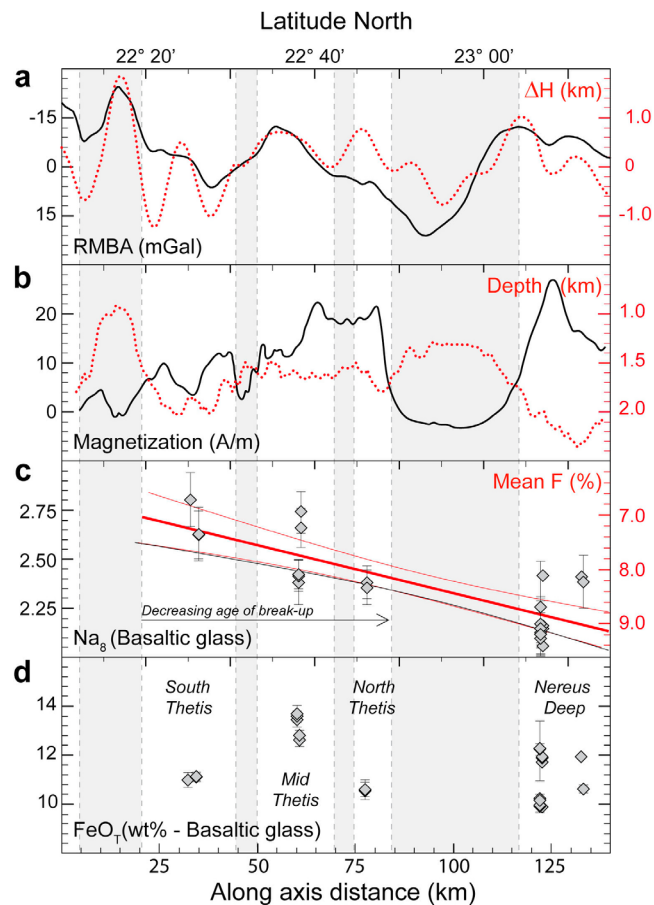 Latitude North
22° 20’ 22° 40’ 23° 00’
a
ΔH (km)
-15 1.0
0 0
15 -1.0
RMBA (mGal)
b
Depth (km)
20 1.0
10 1.5
0 2.0
Magnetization (A/m)
c
Mean F (%)
2.75 7.0
2.50 8.0
2.25 9.0
Decreasing age of break-up
Na8 (Basaltic glass)
d
South Thetis
North Thetis
Nereus Deep
14
12
Mid Thetis
10
FeOT(wt% - Basaltic glass)
25 50 75 100 125
Along axis distance (km)